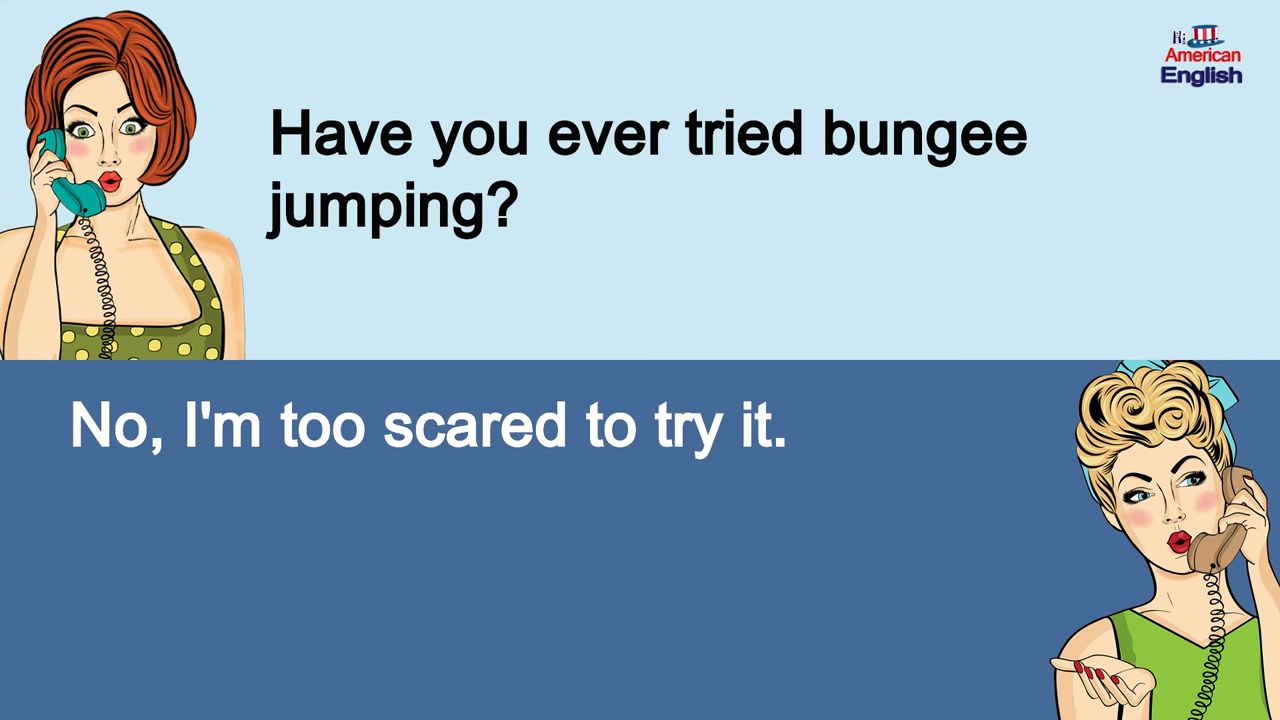 Hi
American
English
Have you ever tried bungee
jumping?
No, I'm too scared to try it.